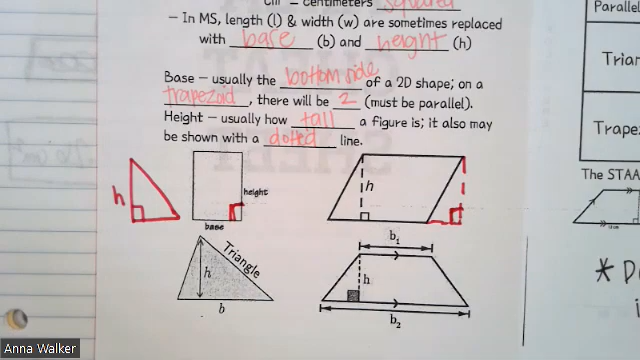 cm² = centimeters squared
– In MS, length (l) & width (w) are sometimes replaced
with base (b) and height (h)
Base – usually the bottom side of a 2D shape; on a
trapezoid, there will be 2 (must be parallel).
Height – usually how tall a figure is; it also may
be shown with a dotted line.
h
height
base
h
Triangle
h
b
b₁
h
b₂
Parallel
Trian
Trape
The STAA
* D
Anna Walker